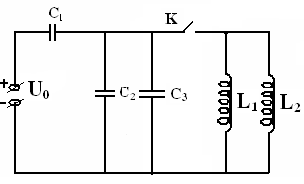 C₁
K
+
-
U₀
C₂
C₃
L₁
L₂